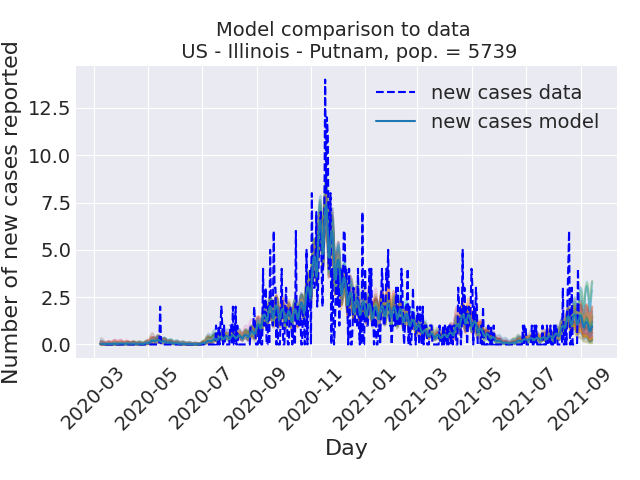 Model comparison to data
US - Illinois - Putnam, pop. = 5739
Number of new cases reported
12.5
10.0
7.5
5.0
2.5
0.0
new cases data
new cases model
2020-03
2020-05
2020-07
2020-09
2020-11
2021-01
2021-03
2021-05
2021-07
2021-09
Day